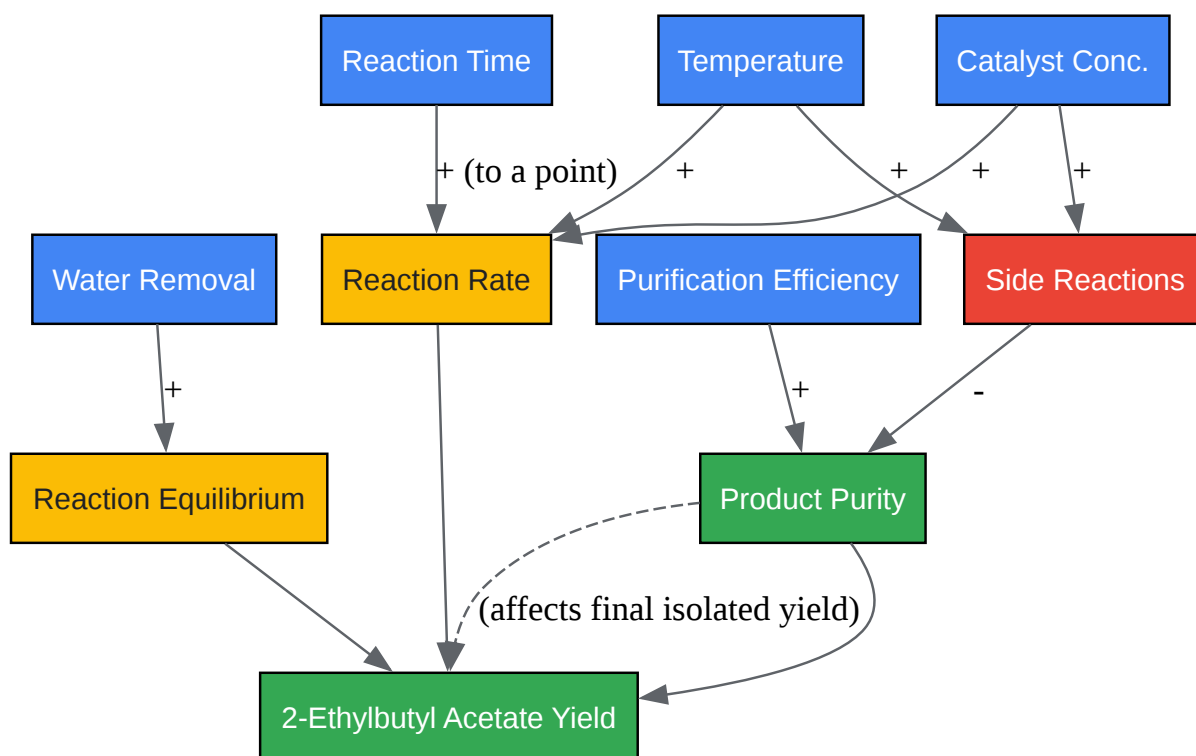 Reaction Time
Temperature
Catalyst Conc.
+ (to a point)
+
+
+
+
Water Removal
Reaction Rate
Purification Efficiency
Side Reactions
+
+
-
Reaction Equilibrium
Product Purity
(affects final isolated yield)
2-Ethylbutyl Acetate Yield